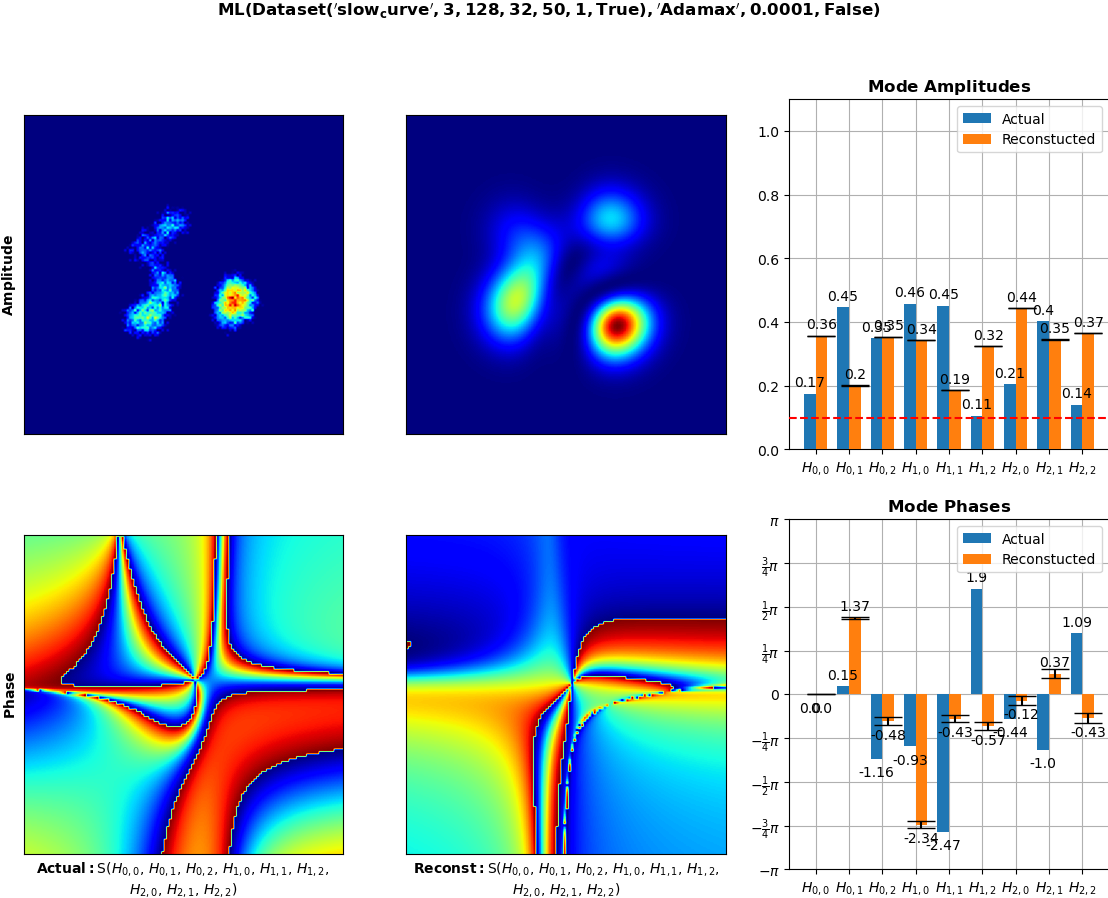 ML(Dataset('slow_curve', 3, 128, 32, 50, 1, True), 'Adamax', 0.0001, False)
Amplitude
Mode Amplitudes
Actual
Reconstucted
1.0
0.8
0.6
0.4
0.2
0.0
0.17
0.36
0.45
0.2
0.35
0.35
0.46
0.34
0.45
0.19
0.11
0.32
0.21
0.44
0.4
0.35
0.14
0.37
H0,0 H0,1 H0,2 H1,0 H1,1 H1,2 H2,0 H2,1 H2,2
Phase
Actual: S(H0,0, H0,1, H0,2, H1,0, H1,1, H1,2,
H2,0, H2,1, H2,2)
Reconst: S(H0,0, H0,1, H0,2, H1,0, H1,1, H1,2,
H2,0, H2,1, H2,2)
Mode Phases
Actual
Reconstucted
π
3/4π
1/2π
1/4π
0
−1/4π
−1/2π
−3/4π
−π
0.0
0.0
0.15
1.37
-1.16
-0.48
-0.93
-2.34
-2.47
-0.43
1.9
-0.57
-0.44
-0.12
-1.0
0.37
1.09
-0.43
H0,0 H0,1 H0,2 H1,0 H1,1 H1,2 H2,0 H2,1 H2,2